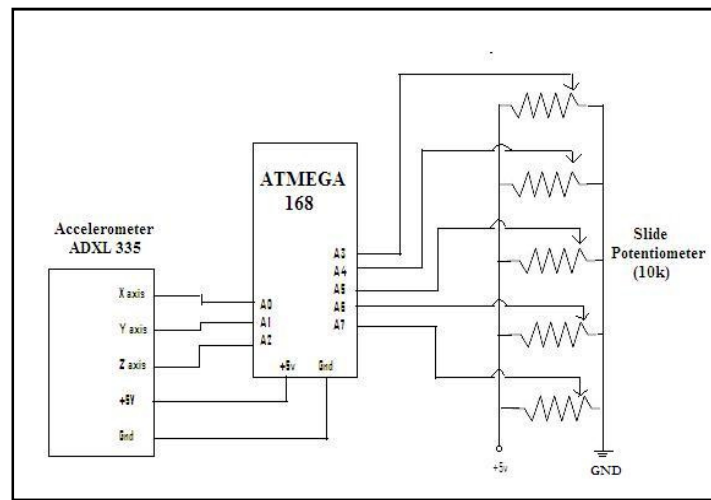 ATMEGA
168
Accelerometer
ADXL 335
X axis
Y axis
Z axis
+5V
Gnd
A0
A1
A2
A3
A4
A5
A6
A7
+5v
Gnd
Slide
Potentiometer
(10k)
+5v
GND